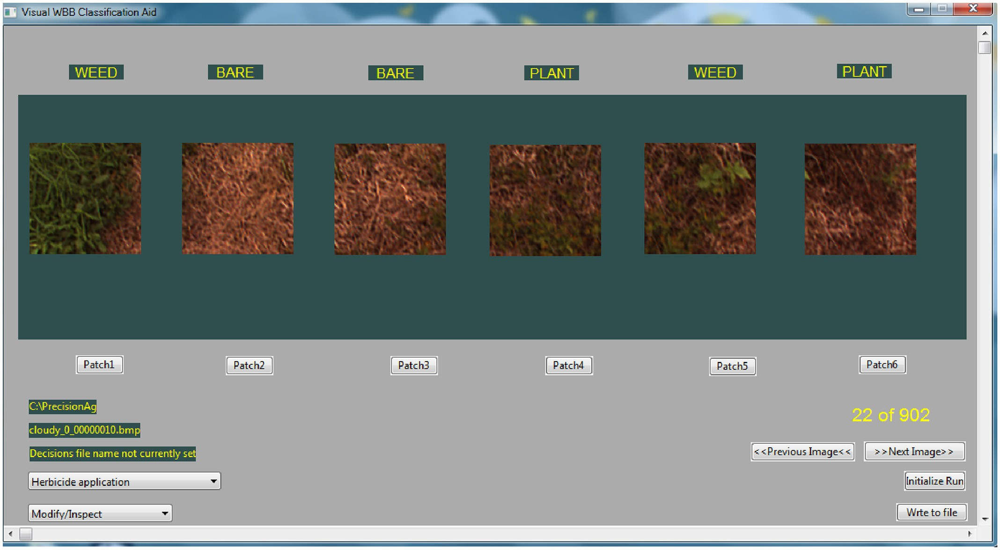 Visual WBB Classification Aid
WEED BARE BARE PLANT WEED PLANT
Patch1 Patch2 Patch3 Patch4 Patch5 Patch6
C:\PrecisionAg
22 of 902
cloudy_0_00000010.bmp
Decisions file name not currently set
<<Previous Image<< >>Next Image>>
Herbicide application
Initialize Run
Modify/Inspect
Wrte to file